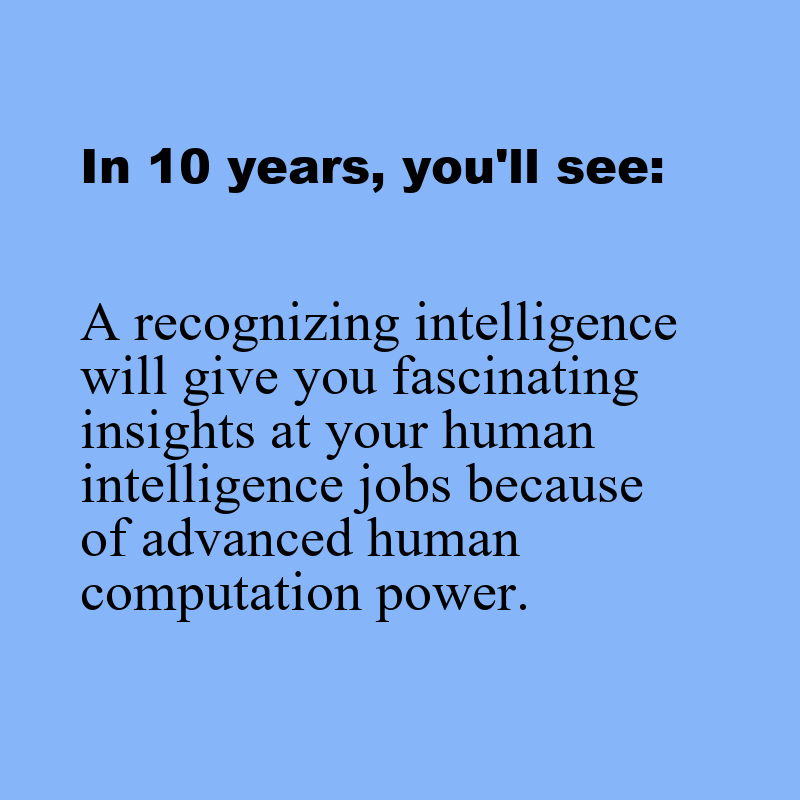 In 10 years, you'll see:
A recognizing intelligence
will give you fascinating
insights at your human
intelligence jobs because
of advanced human
computation power.